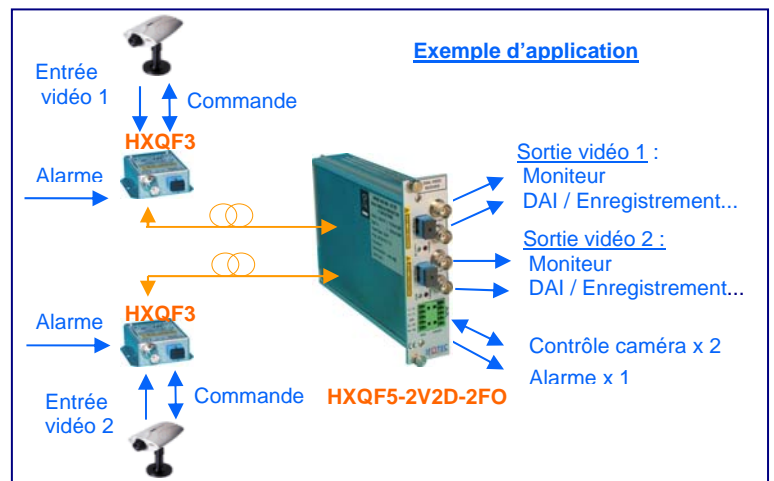 Exemple d'application
Entrée
vidéo 1
Commande
HXQF3
Alarme
Sortie vidéo 1 :
Moniteur
DAI / Enregistrement...
Sortie vidéo 2 :
Moniteur
DAI / Enregistrement...
Alarme
HXQF3
Contrôle caméra x 2
Alarme x 1
HXQF5-2V2D-2FO
Entrée
vidéo 2
Commande